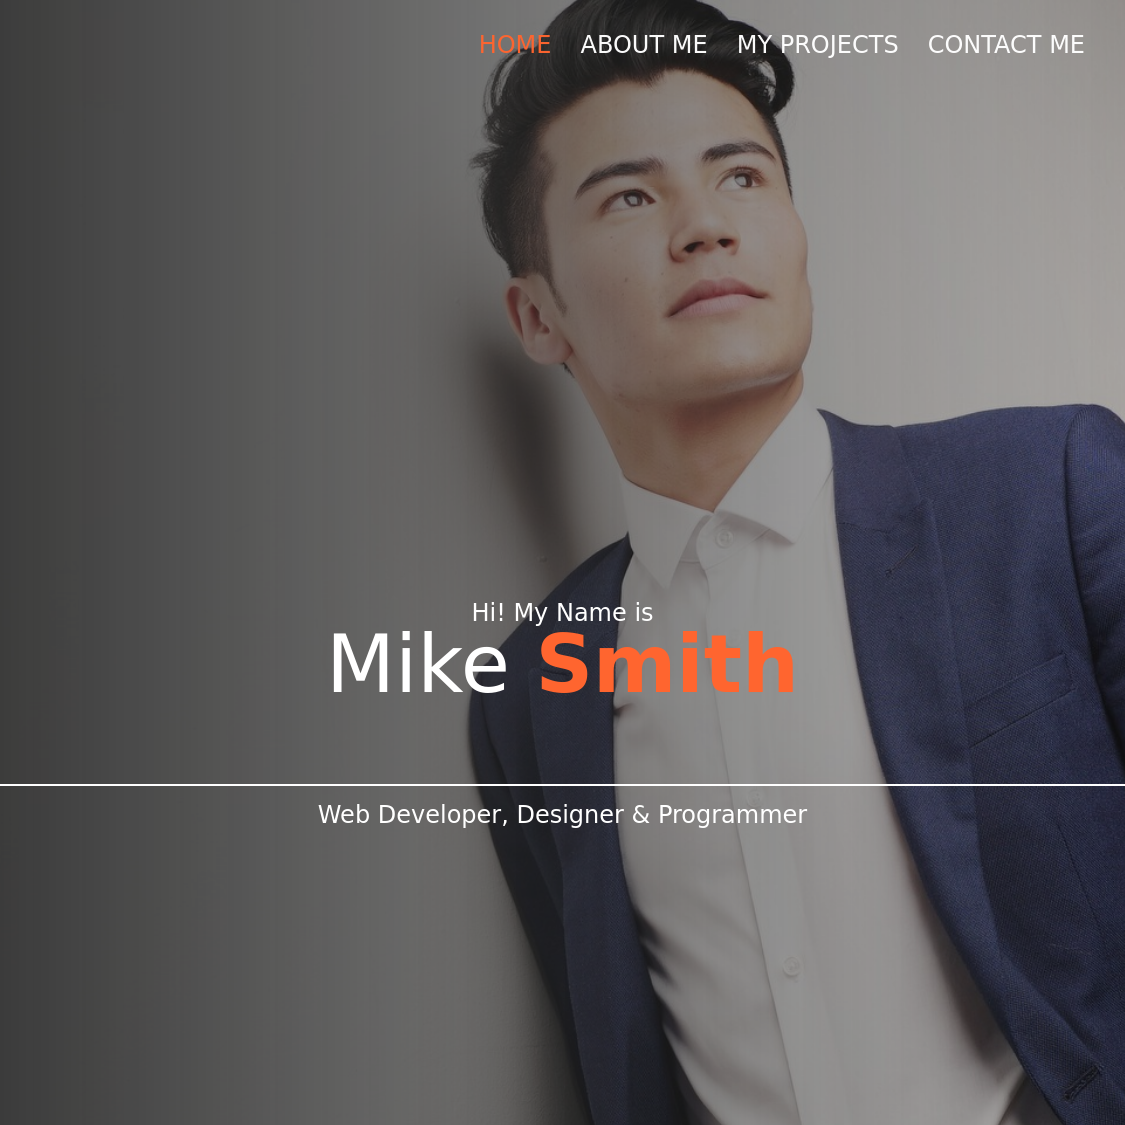 HOME ABOUT ME MY PROJECTS CONTACT ME
Hi! My Name is
Mike Smith
Web Developer, Designer & Programmer